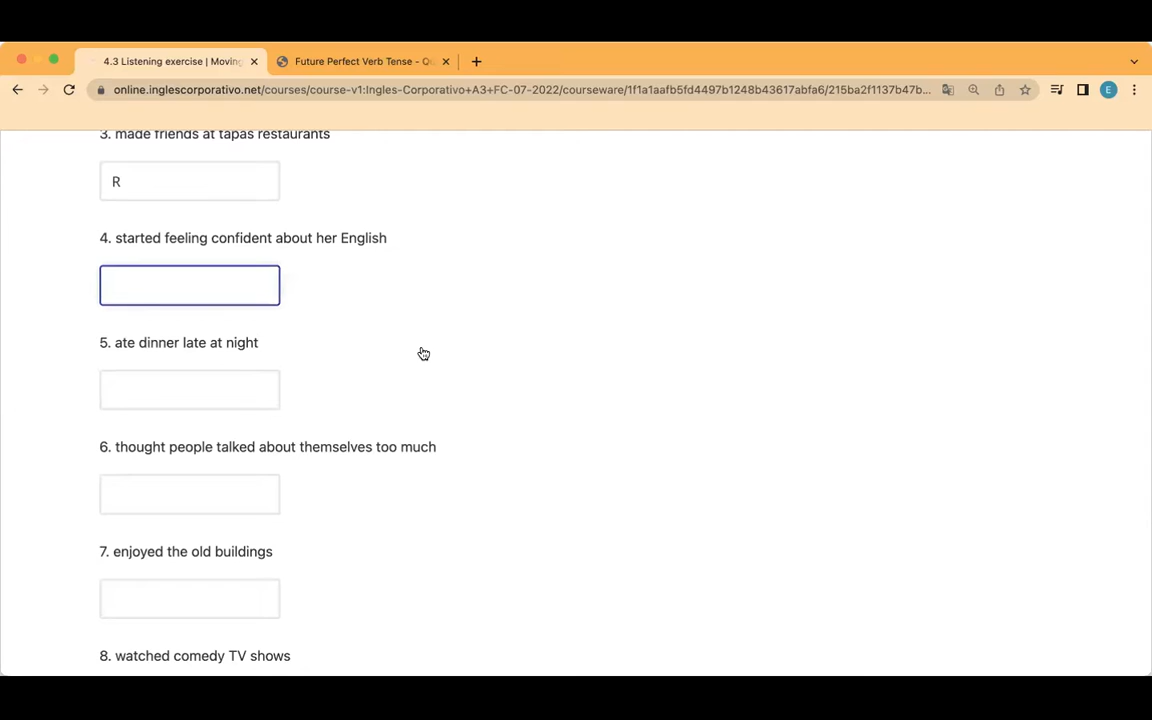 4.3 Listening exercise | Moving
Future Perfect Verb Tense - Qu
online.inglescorporativo.net/courses/course-v1:Ingles-Corporativo+A3+FC-07-2022/courseware/1f1a1aafb5fd4497b1248b43617abfa6/215ba2f1137b47b...
E
3. made friends at tapas restaurants
R
4. started feeling confident about her English
5. ate dinner late at night
6. thought people talked about themselves too much
7. enjoyed the old buildings
8. watched comedy TV shows